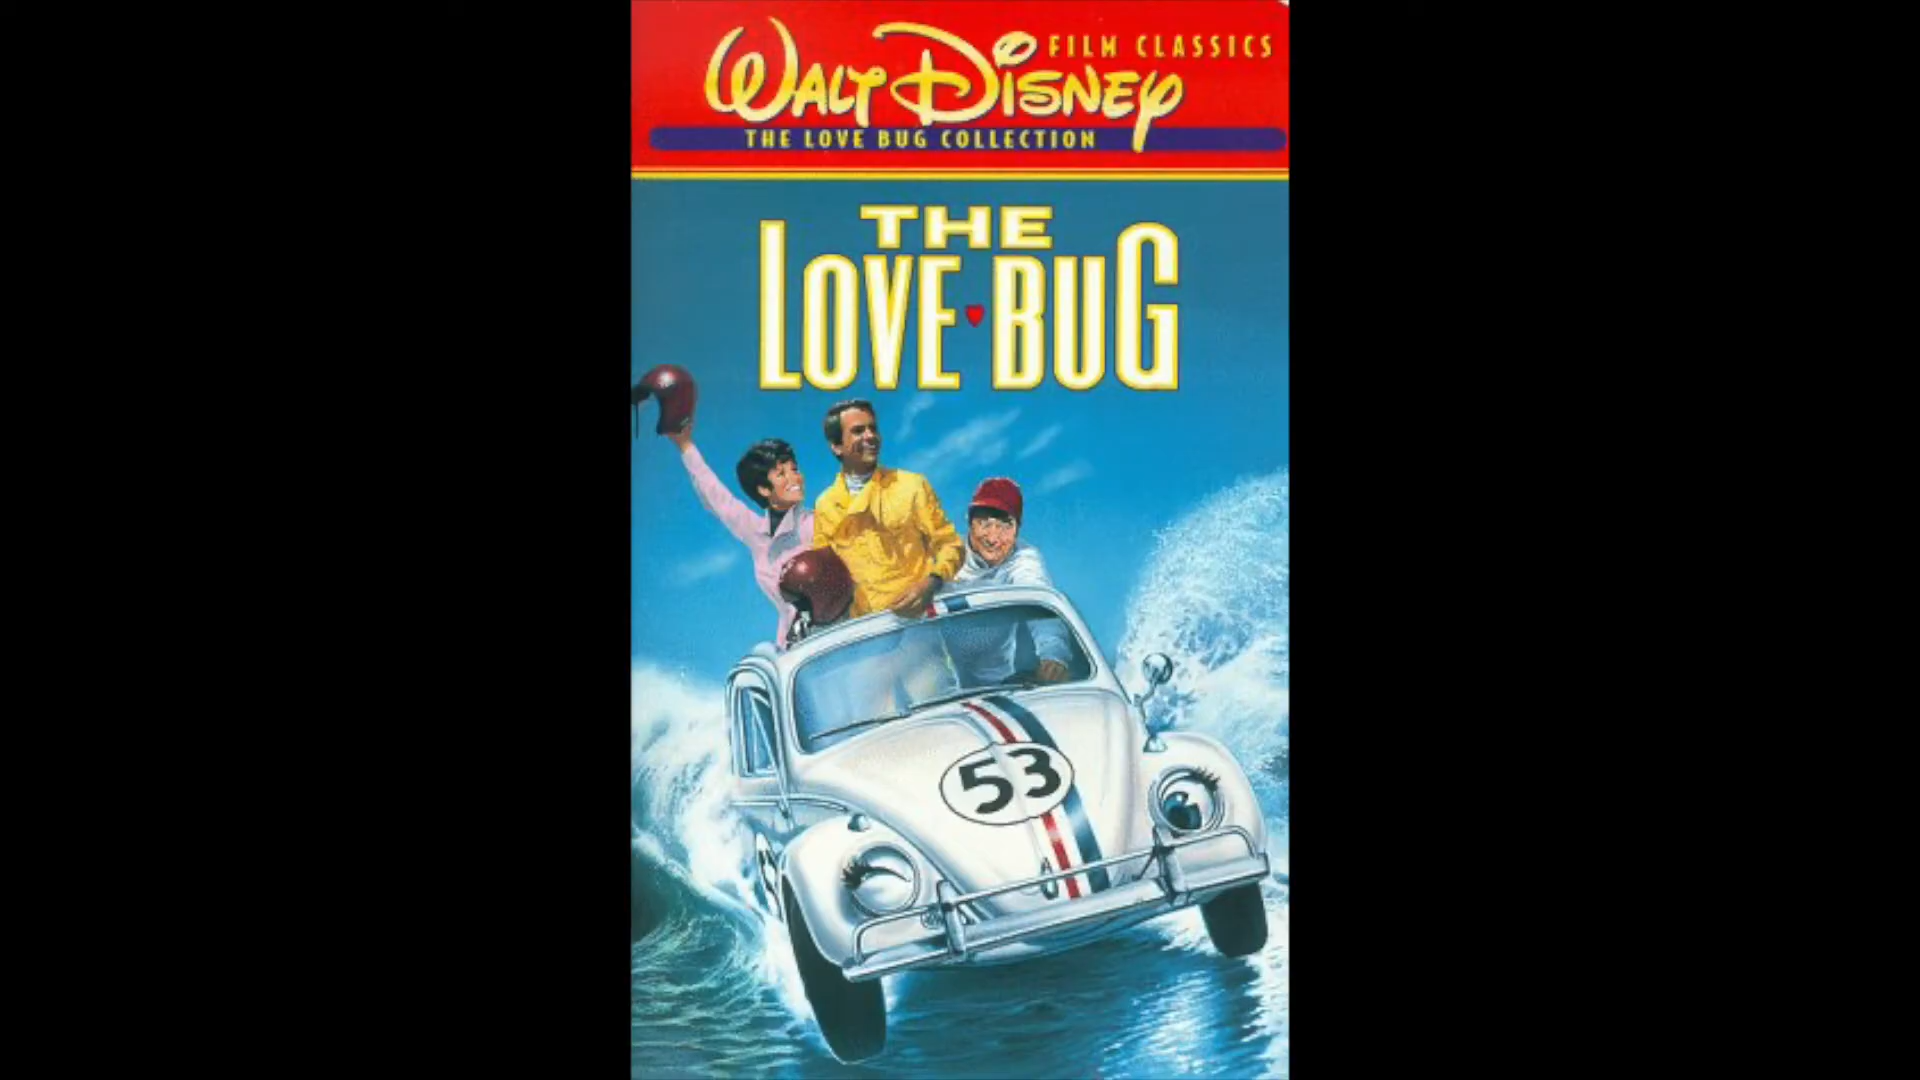 FILM CLASSICS
WALT DISNEY
THE LOVE BUG COLLECTION
THE
LOVE BUG
53